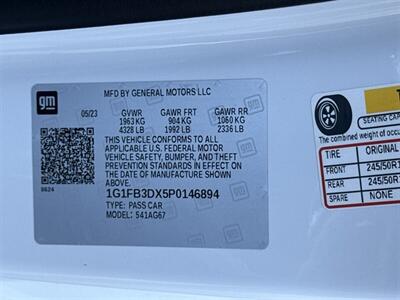 gm
MFD BY GENERAL MOTORS LLC
05/23 GVWR GAWR FRT GAWR RR
1963 KG 904 KG 1060 KG
4328 LB 1992 LB 2336 LB
THIS VEHICLE CONFORMS TO ALL
APPLICABLE U.S. FEDERAL MOTOR
VEHICLE SAFETY, BUMPER, AND THEFT
PREVENTION STANDARDS IN EFFECT
ON THE DATE OF MANUFACTURE SHOWN
ABOVE.
8624
1G1FB3DX5P0146894
TYPE: PASS CAR
MODEL: 541AG67
SEATING CAP
The combined weight of occu
TIRE ORIGINAL
FRONT 245/50R1
REAR 245/50R
SPARE NONE